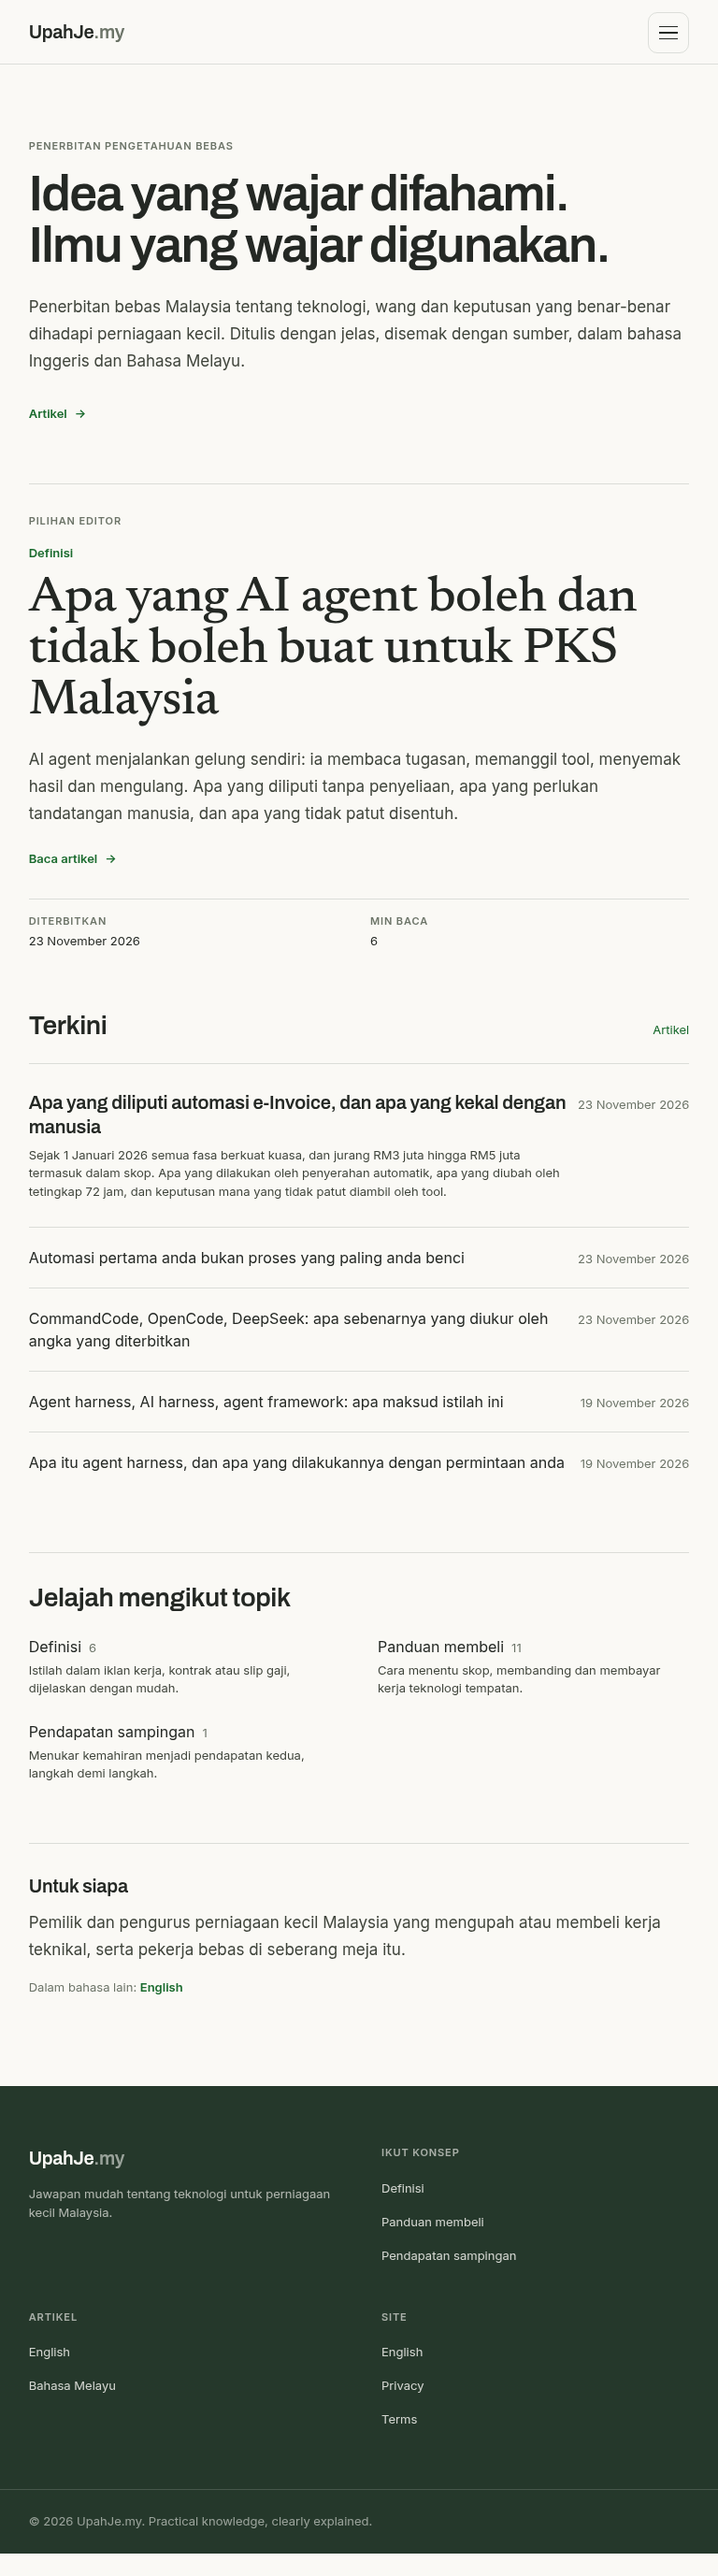 UpahJe.my
PENERBITAN PENGETAHUAN BEBAS
Idea yang wajar difahami.
Ilmu yang wajar digunakan.
Penerbitan bebas Malaysia tentang teknologi, wang dan keputusan yang benar-benar
dihadapi perniagaan kecil. Ditulis dengan jelas, disemak dengan sumber, dalam bahasa
Inggeris dan Bahasa Melayu.
Artikel →
PILIHAN EDITOR
Definisi
Apa yang AI agent boleh dan
tidak boleh buat untuk PKS
Malaysia
AI agent menjalankan gelung sendiri: ia membaca tugasan, memanggil tool, menyemak
hasil dan mengulang. Apa yang diliputi tanpa penyeliaan, apa yang perlukan
tandatangan manusia, dan apa yang tidak patut disentuh.
Baca artikel →
DITERBITKAN MIN BACA
23 November 2026 6
Terkini Artikel
Apa yang diliputi automasi e-Invoice, dan apa yang kekal dengan 23 November 2026
manusia
Sejak 1 Januari 2026 semua fasa berkuat kuasa, dan jurang RM3 juta hingga RM5 juta
termasuk dalam skop. Apa yang dilakukan oleh penyerahan automatik, apa yang diubah oleh
tetingkap 72 jam, dan keputusan mana yang tidak patut diambil oleh tool.
Automasi pertama anda bukan proses yang paling anda benci 23 November 2026
CommandCode, OpenCode, DeepSeek: apa sebenarnya yang diukur oleh 23 November 2026
angka yang diterbitkan
Agent harness, AI harness, agent framework: apa maksud istilah ini 19 November 2026
Apa itu agent harness, dan apa yang dilakukannya dengan permintaan anda 19 November 2026
Jelajah mengikut topik
Definisi 6
Istilah dalam iklan kerja, kontrak atau slip gaji,
dijelaskan dengan mudah.
Panduan membeli 11
Cara menentu skop, membanding dan membayar
kerja teknologi tempatan.
Pendapatan sampingan 1
Menukar kemahiran menjadi pendapatan kedua,
langkah demi langkah.
Untuk siapa
Pemilik dan pengurus perniagaan kecil Malaysia yang mengupah atau membeli kerja
teknikal, serta pekerja bebas di seberang meja itu.
Dalam bahasa lain: English
UpahJe.my
Jawapan mudah tentang teknologi untuk perniagaan
kecil Malaysia.
IKUT KONSEP
Definisi
Panduan membeli
Pendapatan sampingan
ARTIKEL
English
Bahasa Melayu
SITE
English
Privacy
Terms
© 2026 UpahJe.my. Practical knowledge, clearly explained.